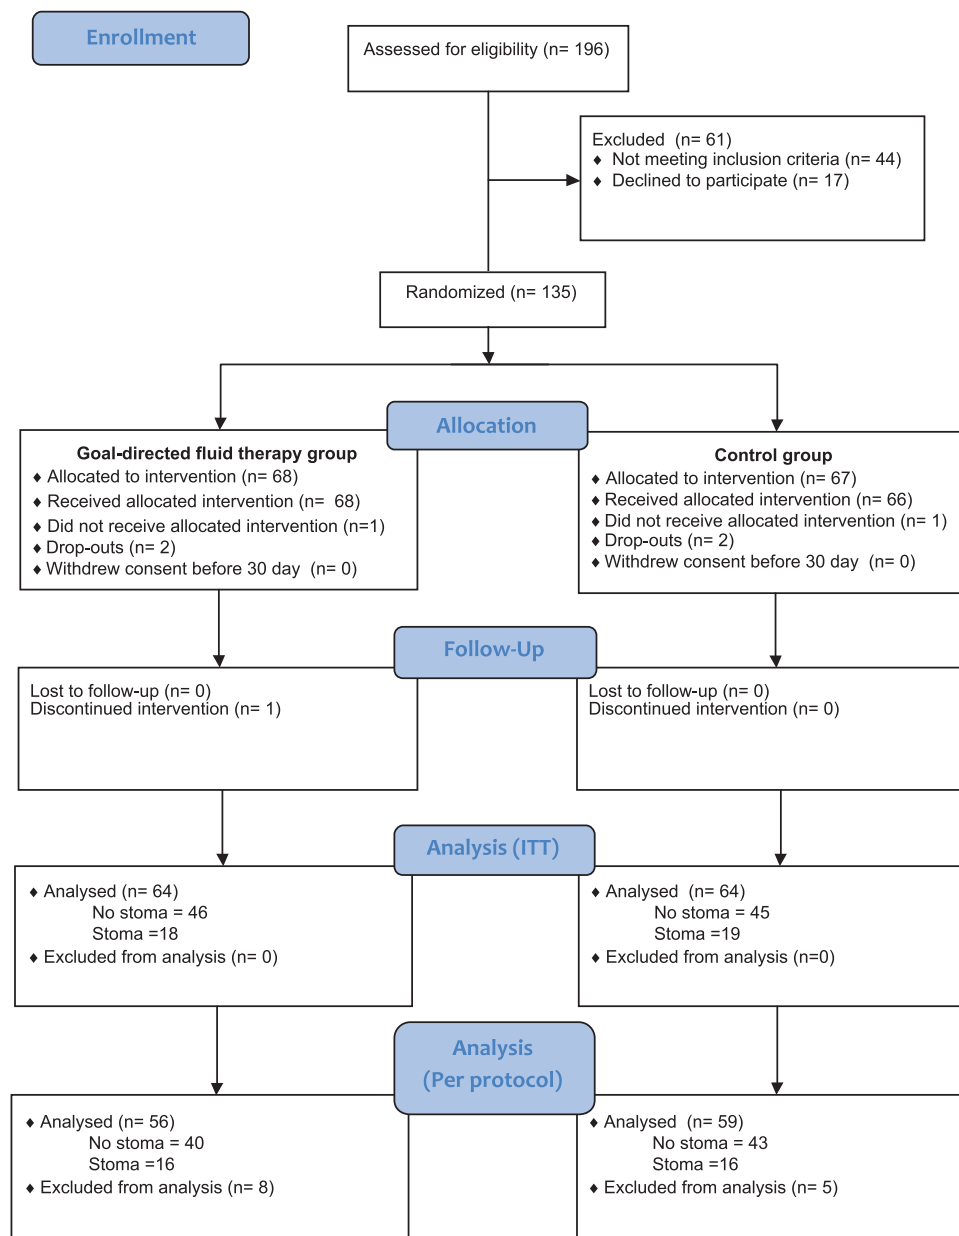 Enrollment
Assessed for eligibility (n= 196)
Excluded (n= 61)
♦ Not meeting inclusion criteria (n= 44)
♦ Declined to participate (n= 17)
Randomized (n= 135)
Allocation
Goal-directed fluid therapy group
♦ Allocated to intervention (n= 68)
♦ Received allocated intervention (n= 68)
♦ Did not receive allocated intervention (n=1)
♦ Drop-outs (n= 2)
♦ Withdrew consent before 30 day (n= 0)
Control group
♦ Allocated to intervention (n= 67)
♦ Received allocated intervention (n= 66)
♦ Did not receive allocated intervention (n= 1)
♦ Drop-outs (n= 2)
♦ Withdrew consent before 30 day (n= 0)
Follow-Up
Lost to follow-up (n= 0)
Discontinued intervention (n= 1)
Lost to follow-up (n= 0)
Discontinued intervention (n= 0)
Analysis (ITT)
♦ Analysed (n= 64)
No stoma = 46
Stoma =18
♦ Excluded from analysis (n= 0)
♦ Analysed (n= 64)
No stoma = 45
Stoma =19
♦ Excluded from analysis (n=0)
Analysis
(Per protocol)
♦ Analysed (n= 56)
No stoma = 40
Stoma =16
♦ Excluded from analysis (n= 8)
♦ Analysed (n= 59)
No stoma = 43
Stoma =16
♦ Excluded from analysis (n= 5)